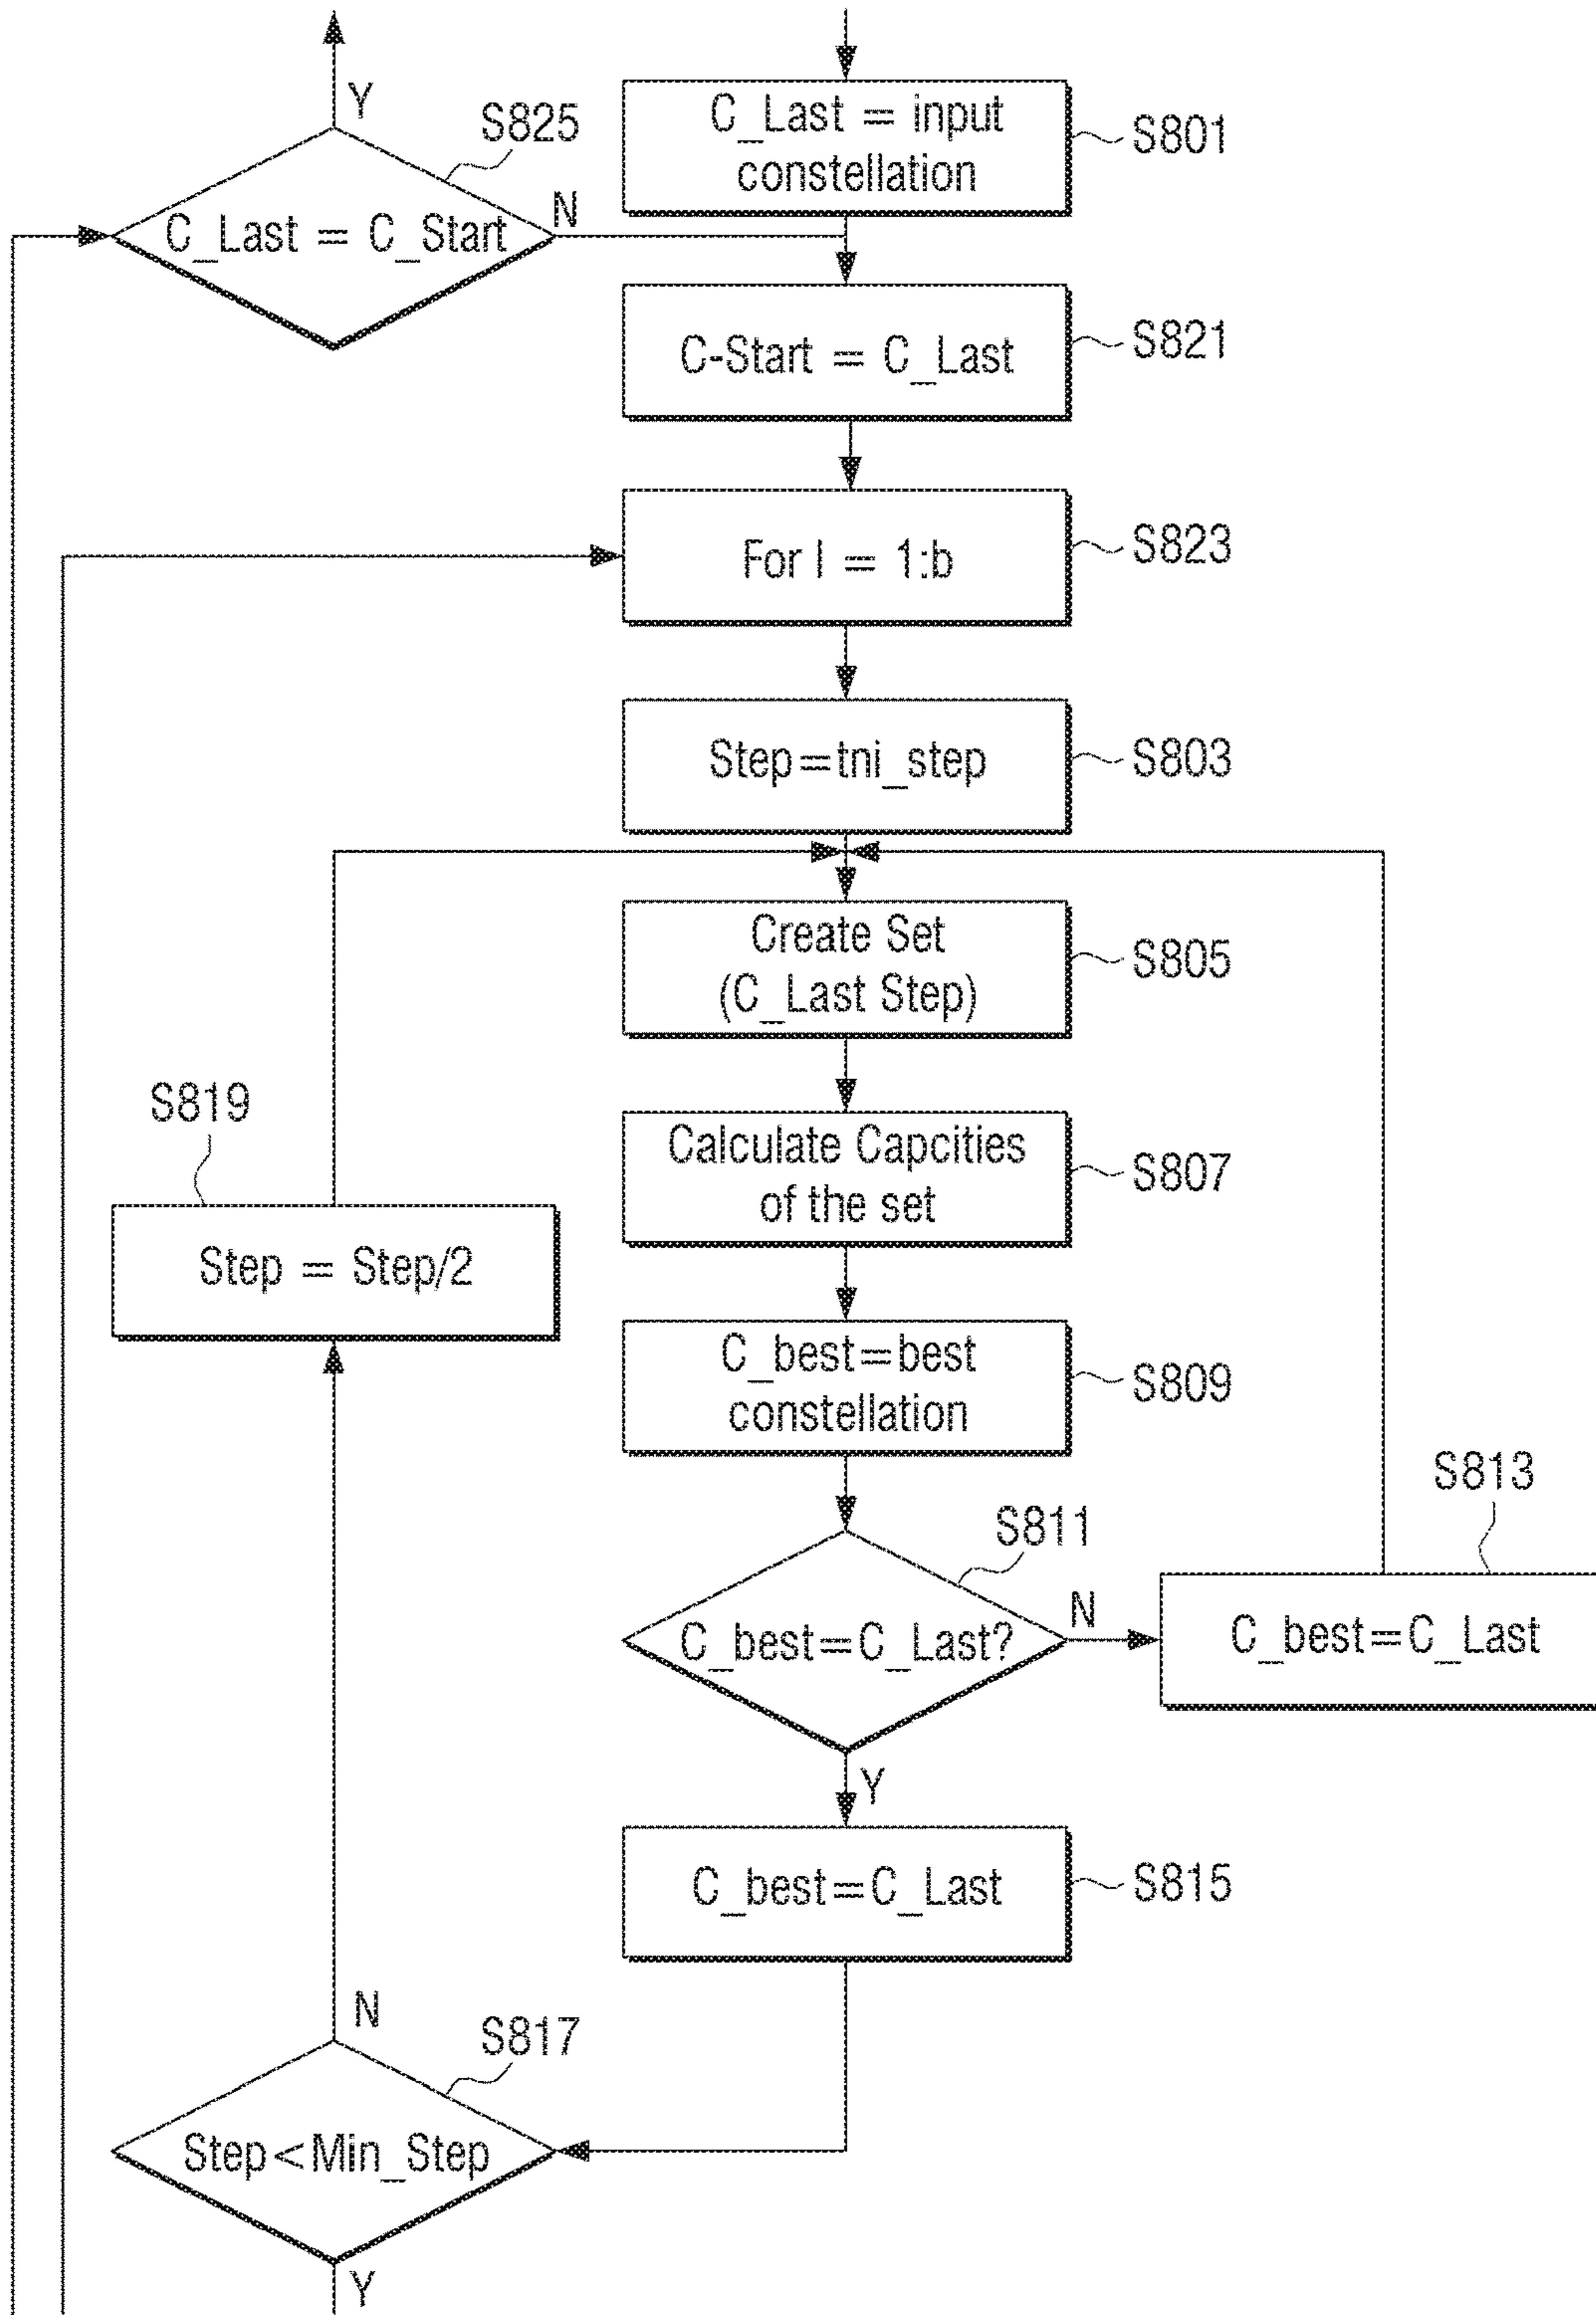 Y
S825
C_Last = C_Start
N
C_Last = input
constellation
S801
C-Start = C_Last
S821
For I = 1:b
S823
Step=tni_step
S803
Create Set
(C_Last Step)
S805
Calculate Capcities
of the set
S807
S819
Step = Step/2
C_best=best
constellation
S809
S811
C_best=C_Last?
N
S813
C_best=C_Last
Y
C_best=C_Last
S815
N
S817
Step<Min_Step
Y